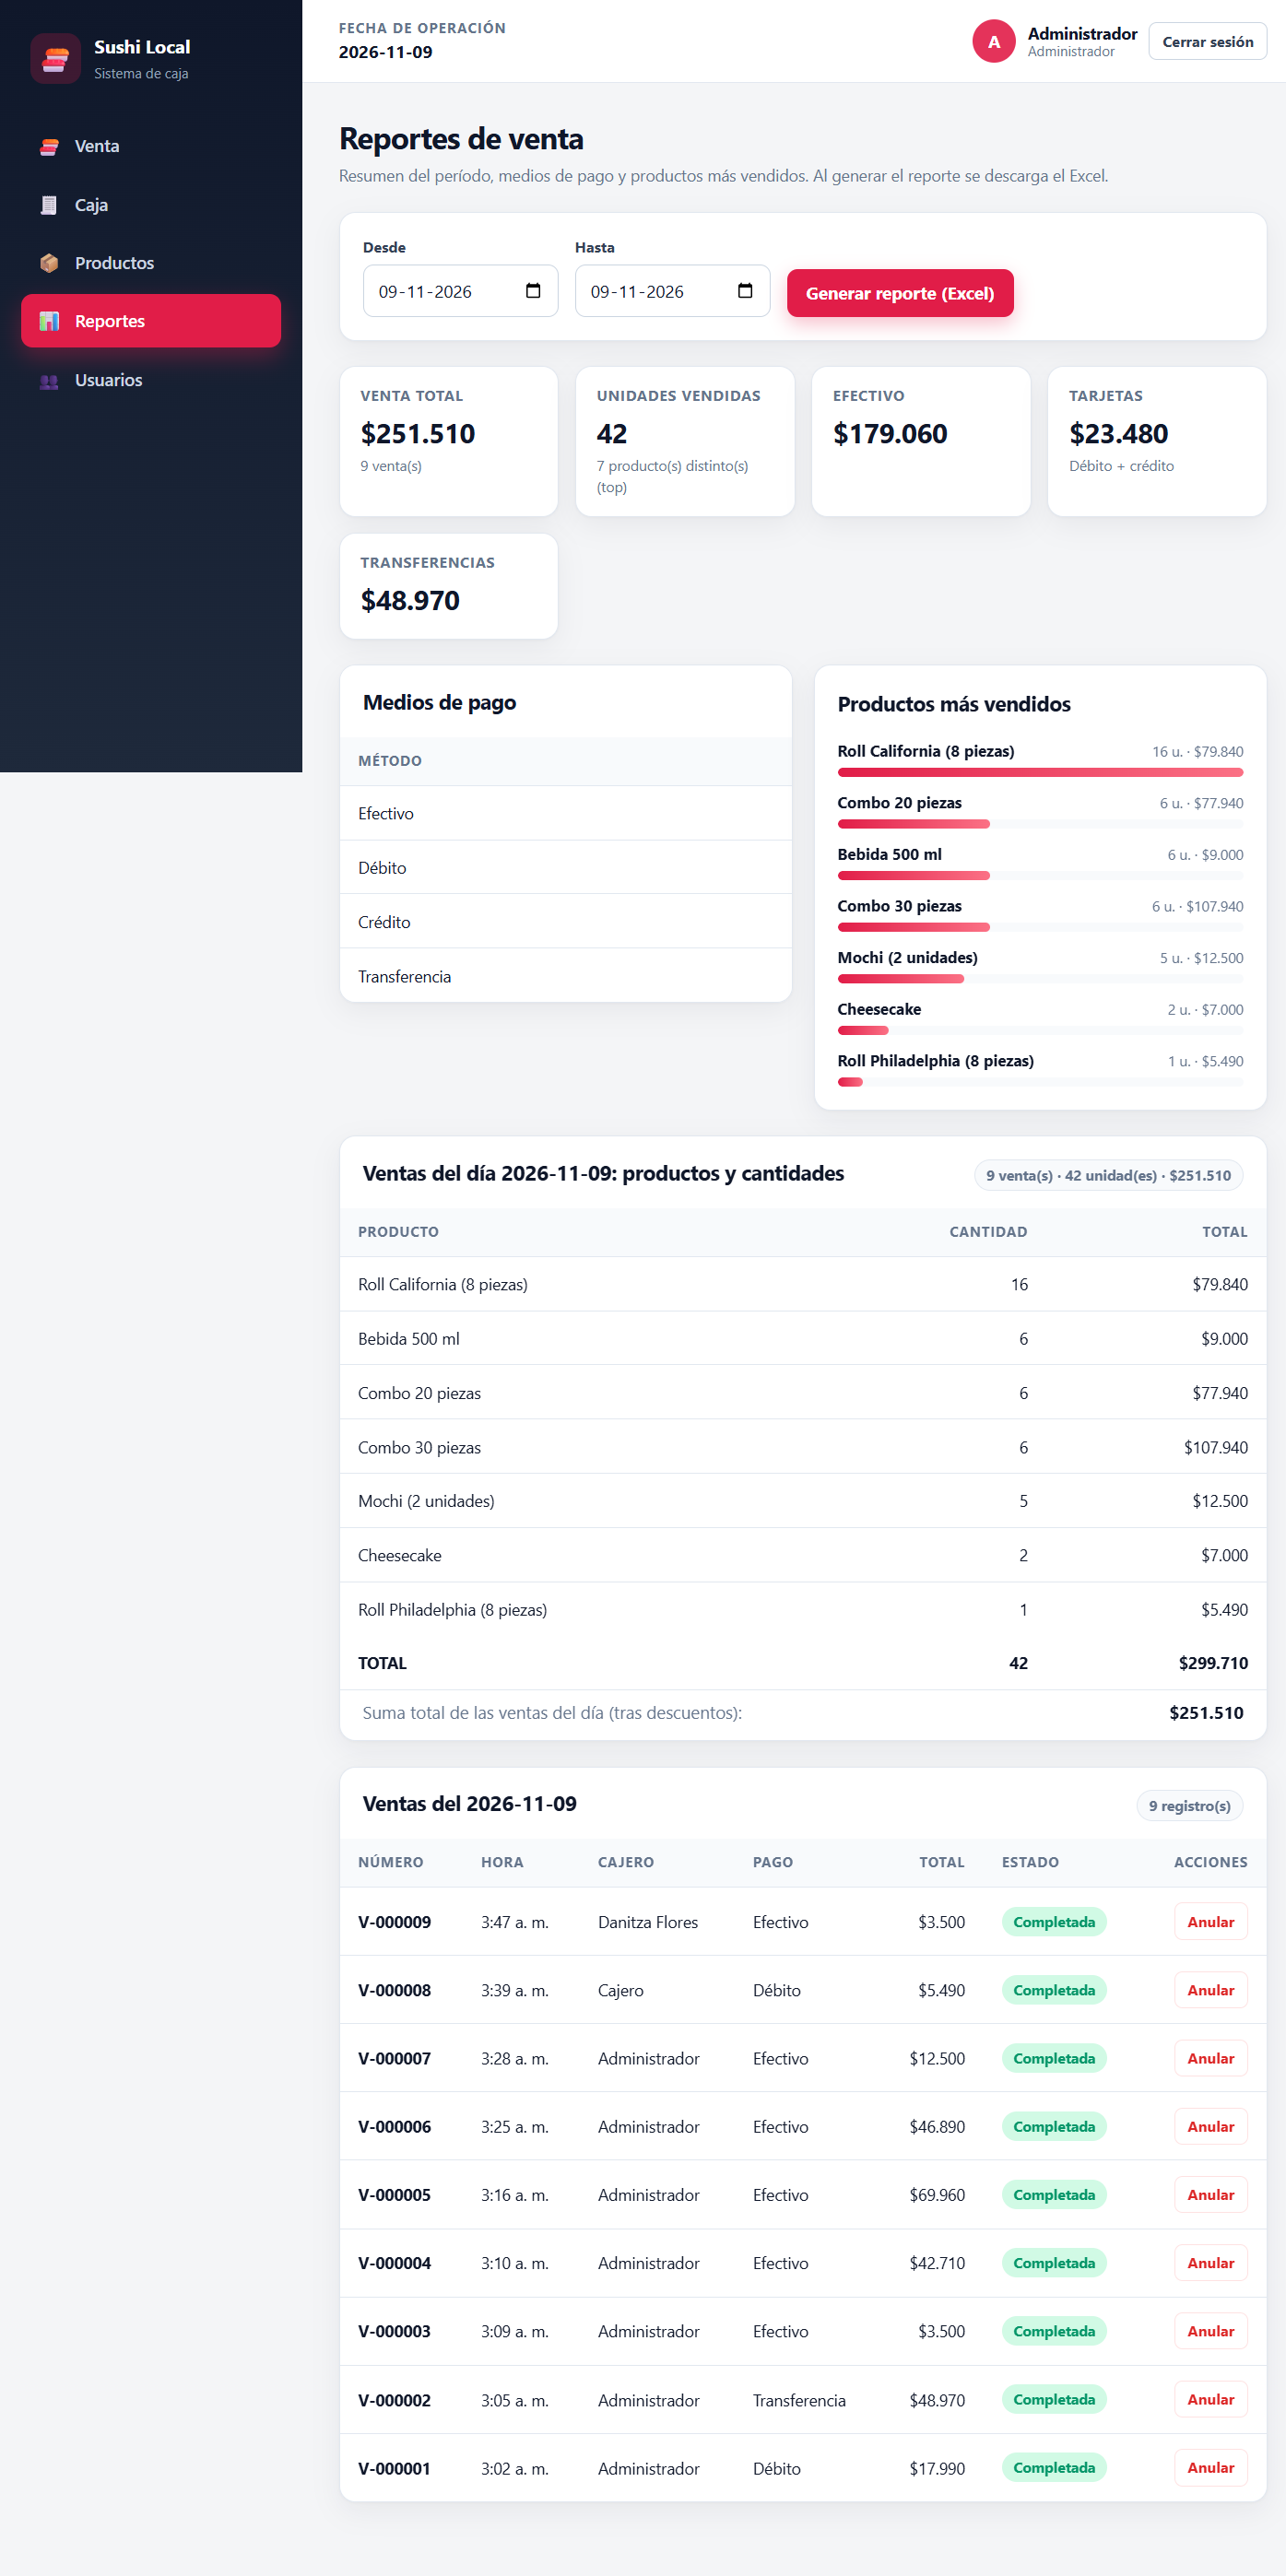 Sushi Local
Sistema de caja
Venta
Caja
Productos
Reportes
Usuarios
FECHA DE OPERACIÓN
2026-11-09
A
Administrador
Administrador
Cerrar sesión
Reportes de venta
Resumen del período, medios de pago y productos más vendidos. Al generar el reporte se descarga el Excel.
Desde
Hasta
09-11-2026
09-11-2026
Generar reporte (Excel)
VENTA TOTAL
$251.510
9 venta(s)
UNIDADES VENDIDAS
42
7 producto(s) distinto(s)
(top)
EFECTIVO
$179.060
TARJETAS
$23.480
Débito + crédito
TRANSFERENCIAS
$48.970
Medios de pago
MÉTODO
Efectivo
Débito
Crédito
Transferencia
Productos más vendidos
Roll California (8 piezas) 16 u. · $79.840
Combo 20 piezas 6 u. · $77.940
Bebida 500 ml 6 u. · $9.000
Combo 30 piezas 6 u. · $107.940
Mochi (2 unidades) 5 u. · $12.500
Cheesecake 2 u. · $7.000
Roll Philadelphia (8 piezas) 1 u. · $5.490
Ventas del día 2026-11-09: productos y cantidades 9 venta(s) · 42 unidad(es) · $251.510
PRODUCTO CANTIDAD TOTAL
Roll California (8 piezas) 16 $79.840
Bebida 500 ml 6 $9.000
Combo 20 piezas 6 $77.940
Combo 30 piezas 6 $107.940
Mochi (2 unidades) 5 $12.500
Cheesecake 2 $7.000
Roll Philadelphia (8 piezas) 1 $5.490
TOTAL 42 $299.710
Suma total de las ventas del día (tras descuentos): $251.510
Ventas del 2026-11-09 9 registro(s)
NÚMERO HORA CAJERO PAGO TOTAL ESTADO ACCIONES
V-000009 3:47 a. m. Danitza Flores Efectivo $3.500 Completada Anular
V-000008 3:39 a. m. Cajero Débito $5.490 Completada Anular
V-000007 3:28 a. m. Administrador Efectivo $12.500 Completada Anular
V-000006 3:25 a. m. Administrador Efectivo $46.890 Completada Anular
V-000005 3:16 a. m. Administrador Efectivo $69.960 Completada Anular
V-000004 3:10 a. m. Administrador Efectivo $42.710 Completada Anular
V-000003 3:09 a. m. Administrador Efectivo $3.500 Completada Anular
V-000002 3:05 a. m. Administrador Transferencia $48.970 Completada Anular
V-000001 3:02 a. m. Administrador Débito $17.990 Completada Anular